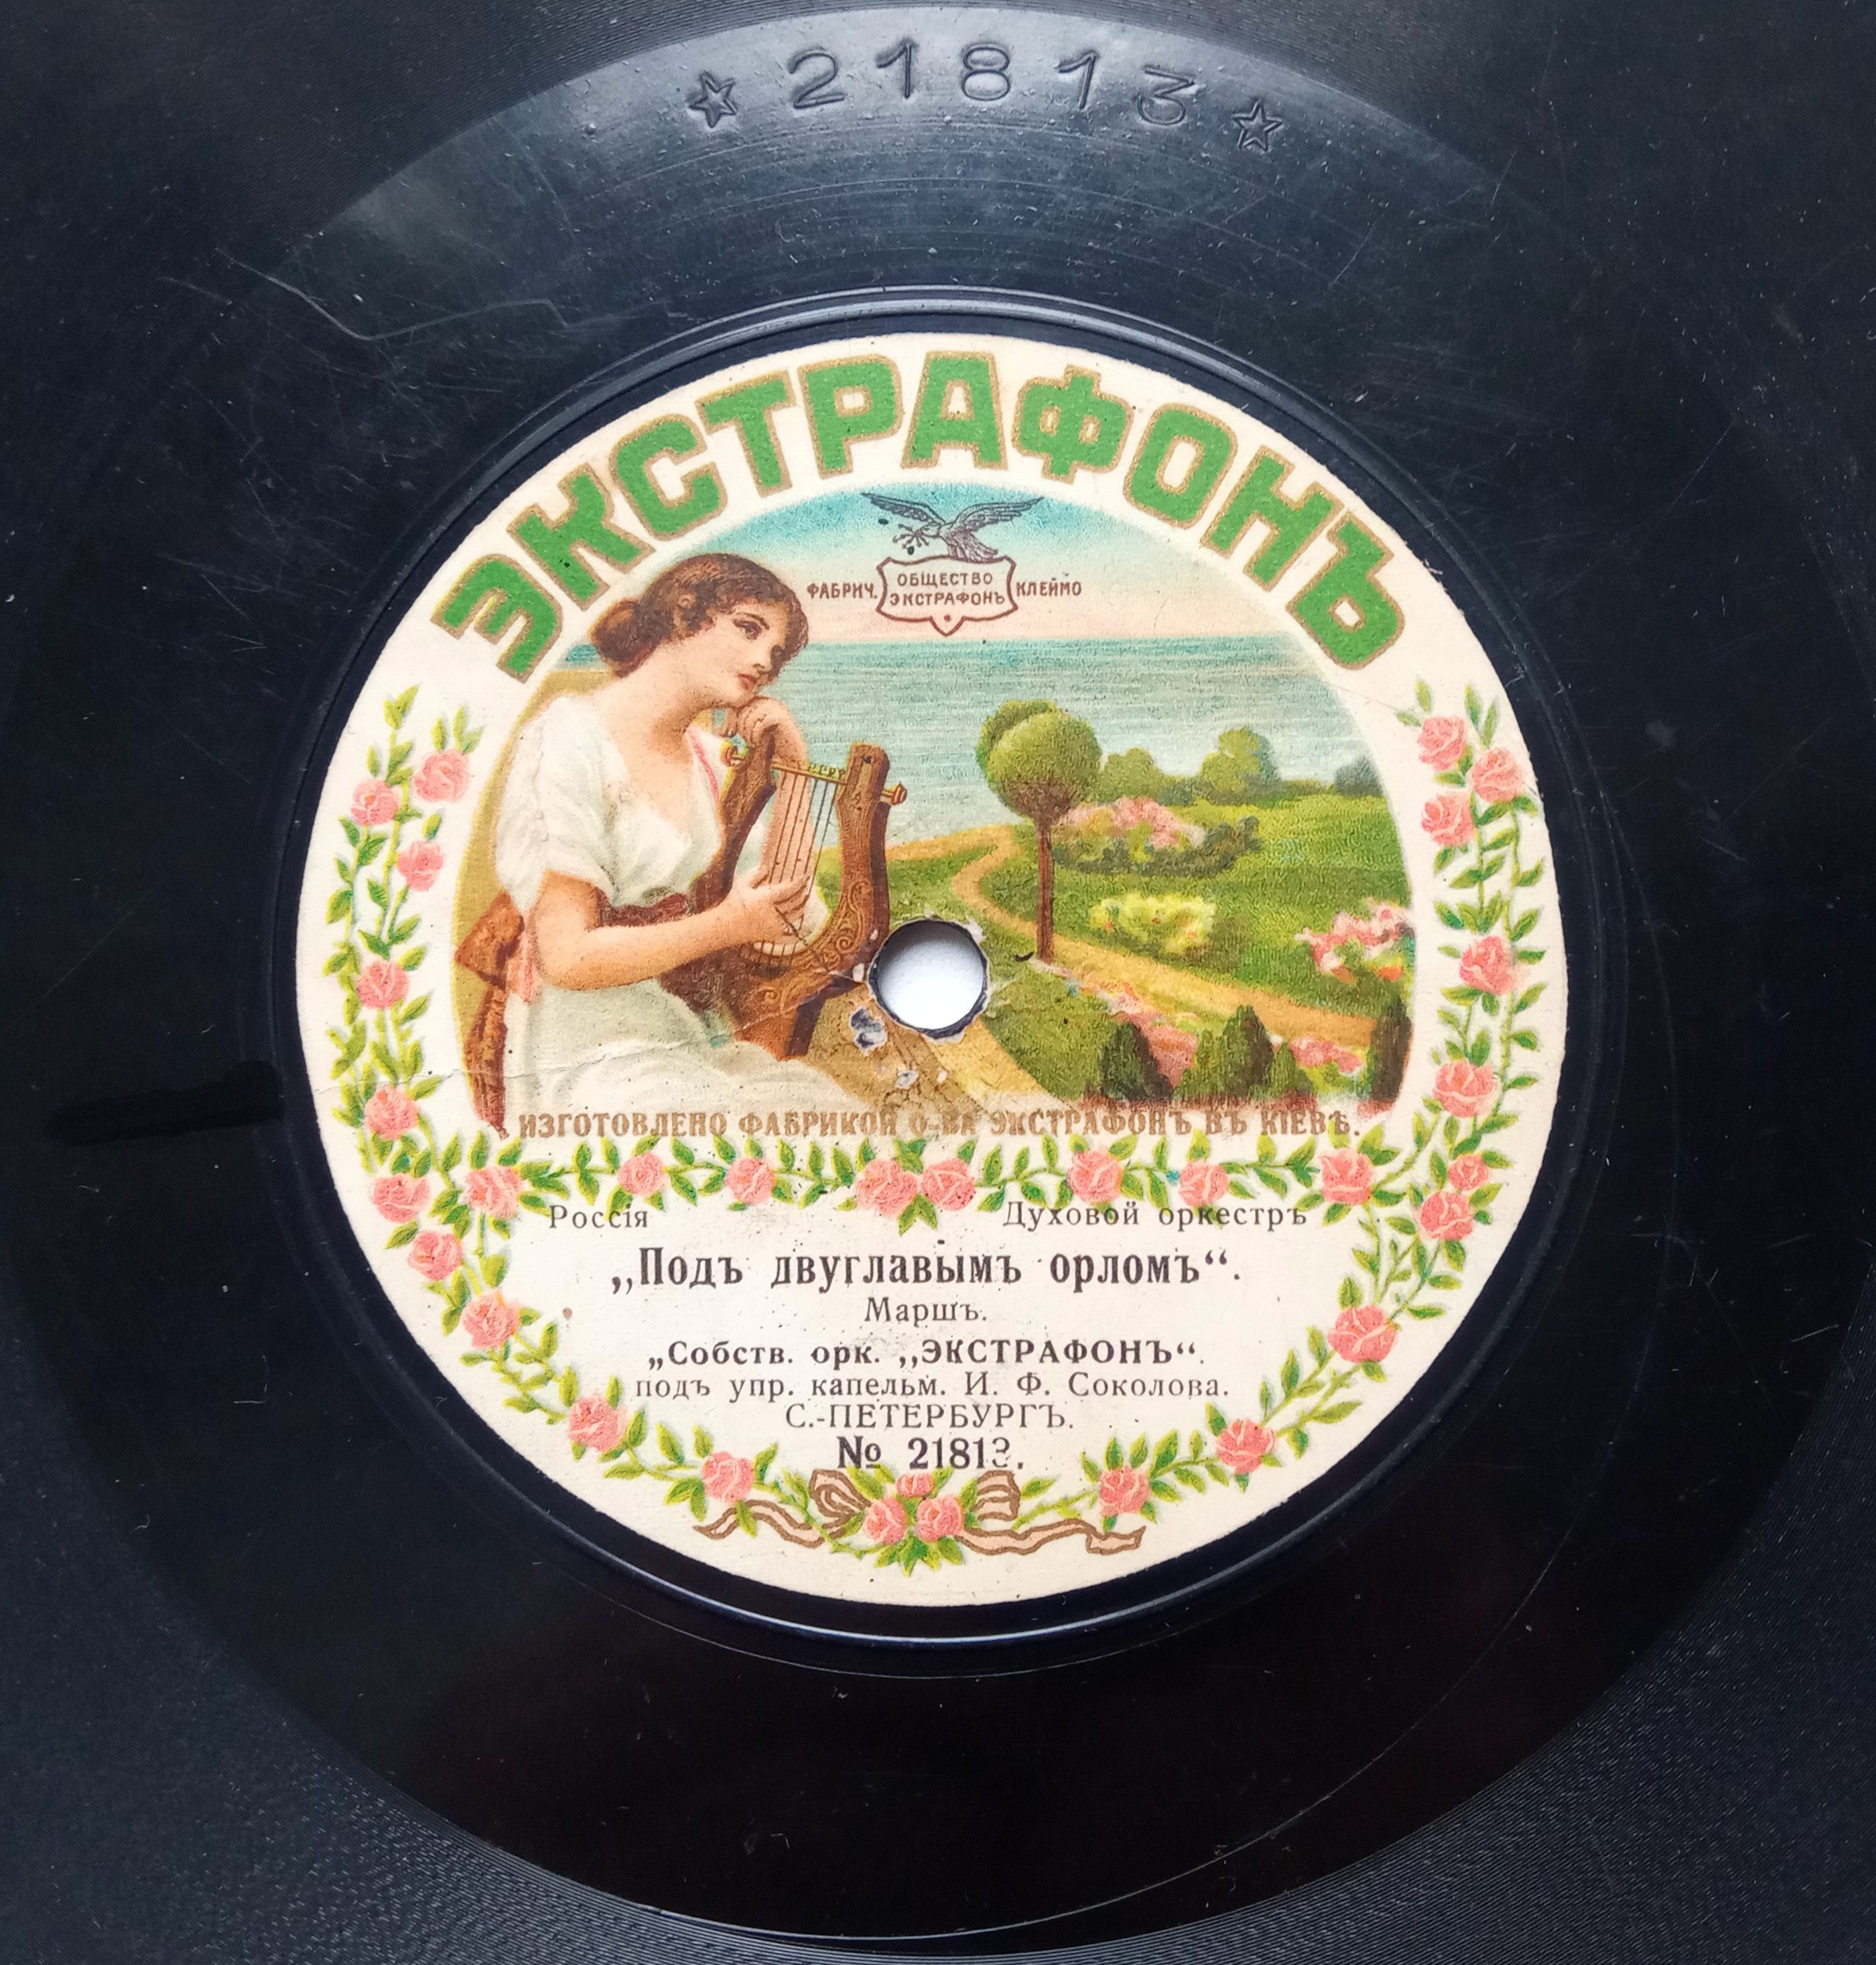 ☆ 21813 ☆
ЭКСТРАФОНЪ
ФАБРИЧ. ОБЩЕСТВО ЭКСТРАФОНЪ КЛЕЙМО
ИЗГОТОВЛЕНО ФАБРИКОЙ О-ВА ЭКСТРАФОНЪ ВЪ КІЕВѢ.
Россія Духовой оркестръ
„Подъ двуглавымъ орломъ“.
Маршъ.
„Собств. орк. „ЭКСТРАФОНЪ“.
подъ упр. капельм. И. Ф. Соколова.
С.-ПЕТЕРБУРГЪ.
№ 21813.